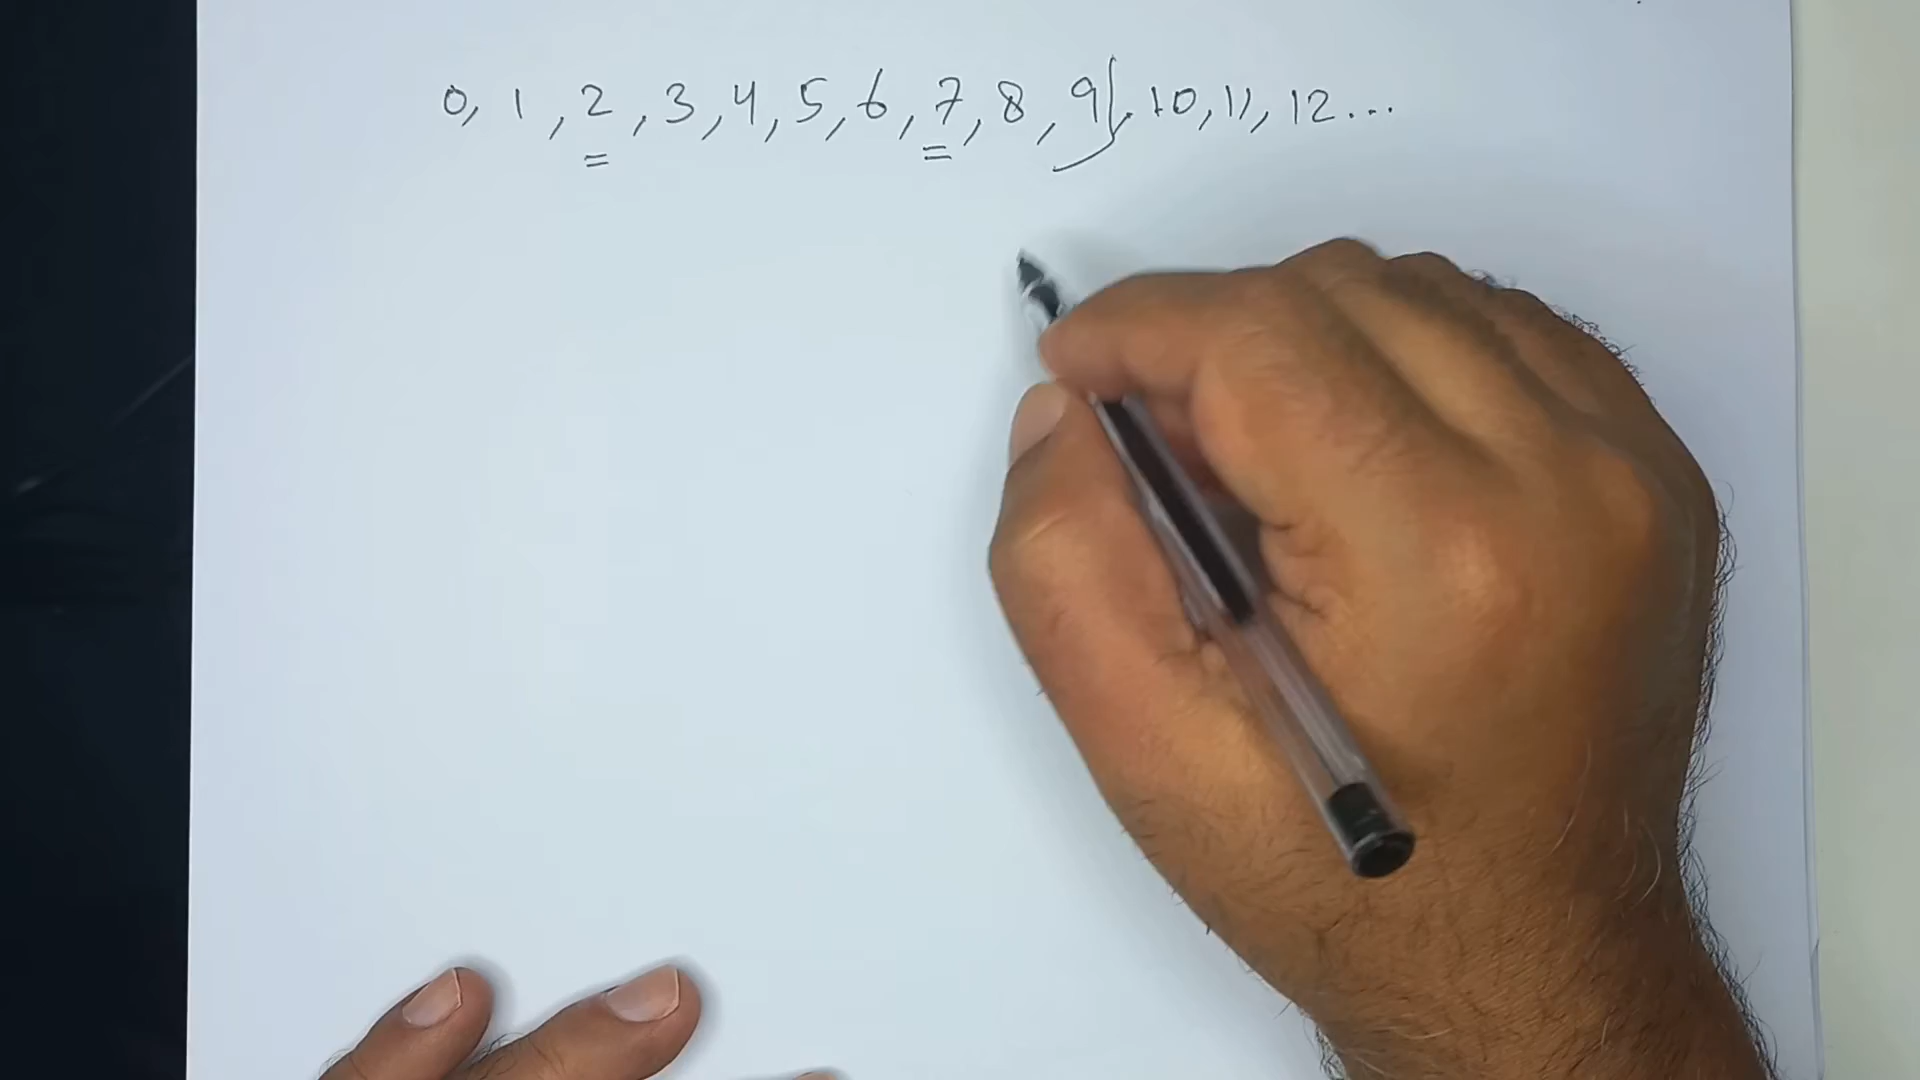 0, 1, 2, 3, 4, 5, 6, 7, 8, 9, 10, 11, 12...